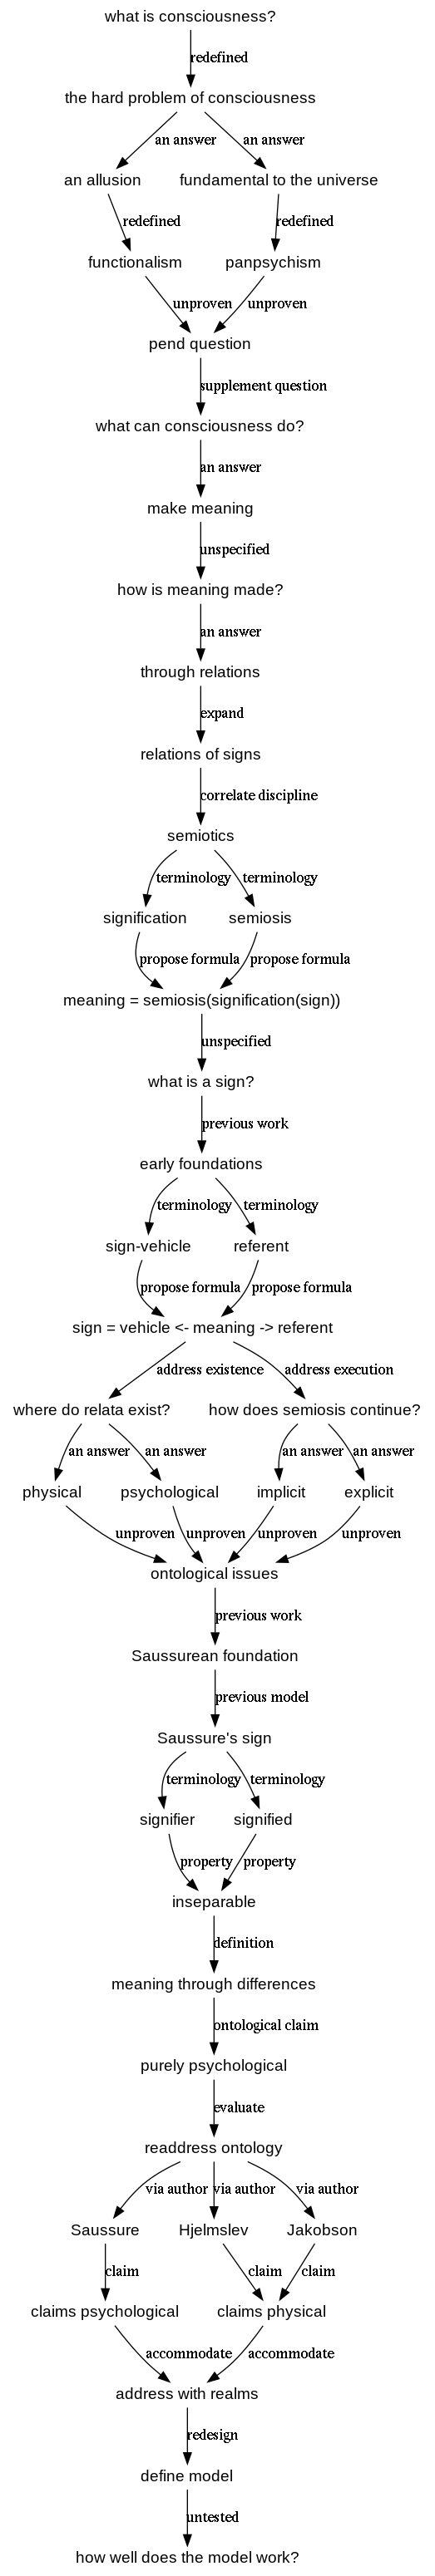 what is consciousness?
redefined
the hard problem of consciousness
an answer
an answer
an allusion
fundamental to the universe
redefined
redefined
functionalism
panpsychism
unproven
unproven
pend question
supplement question
what can consciousness do?
an answer
make meaning
unspecified
how is meaning made?
an answer
through relations
expand
relations of signs
correlate discipline
semiotics
terminology
terminology
signification
semiosis
propose formula
propose formula
meaning = semiosis(signification(sign))
unspecified
what is a sign?
previous work
early foundations
terminology
terminology
sign-vehicle
referent
propose formula
propose formula
sign = vehicle <- meaning -> referent
address existence
address execution
where do relata exist?
how does semiosis continue?
an answer
an answer
an answer
an answer
physical
psychological
implicit
explicit
unproven
unproven
unproven
unproven
ontological issues
previous work
Saussurean foundation
previous model
Saussure's sign
terminology
terminology
signifier
signified
property
property
inseparable
definition
meaning through differences
ontological claim
purely psychological
evaluate
readdress ontology
via author
via author
via author
Saussure
Hjelmslev
Jakobson
claim
claim
claim
claims psychological
claims physical
accommodate
accommodate
address with realms
redesign
define model
untested
how well does the model work?